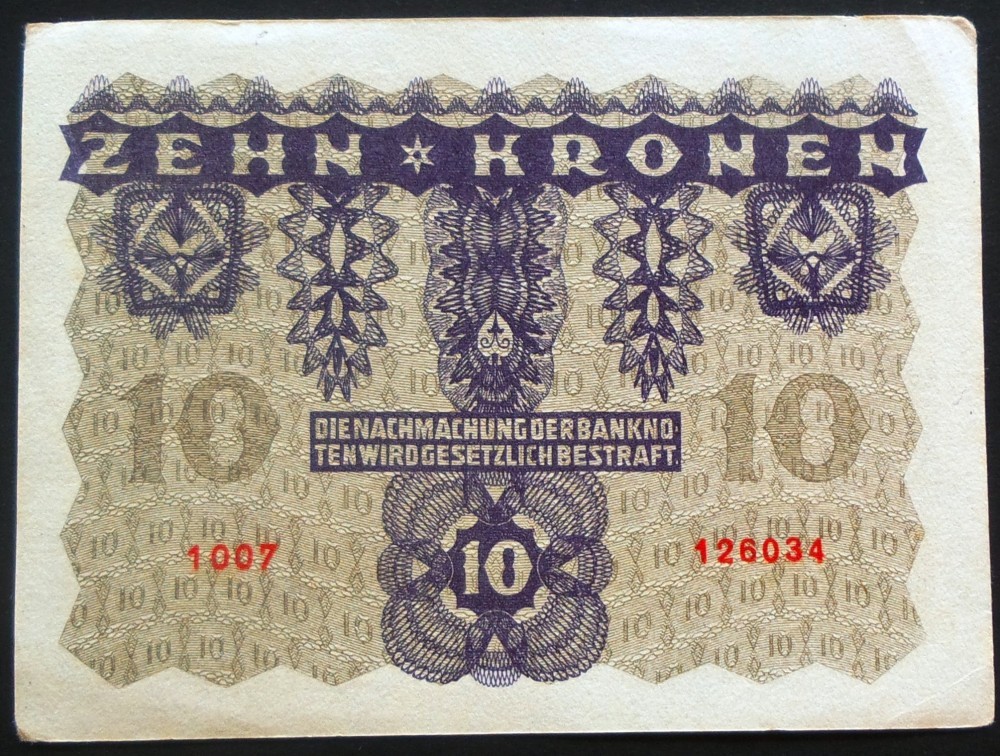 ZEHN * KRONEN
10 10
DIE NACHMACHUNG DER BANKNO-
TEN WIRD GESETZLICH BESTRAFT.
1007 10 126034